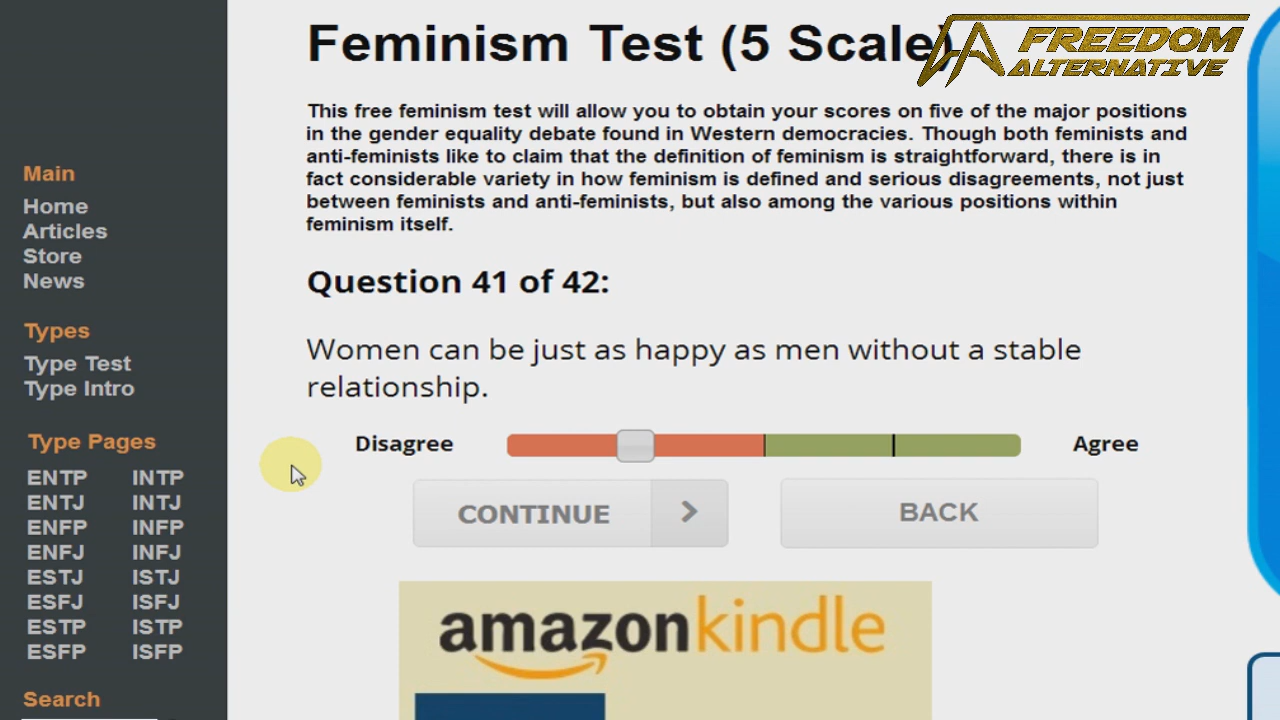 Feminism Test (5 Scale)
FREEDOM
ALTERNATIVE
This free feminism test will allow you to obtain your scores on five of the major positions
in the gender equality debate found in Western democracies. Though both feminists and
anti-feminists like to claim that the definition of feminism is straightforward, there is in
fact considerable variety in how feminism is defined and serious disagreements, not just
between feminists and anti-feminists, but also among the various positions within
feminism itself.
Question 41 of 42:
Women can be just as happy as men without a stable
relationship.
Disagree
Agree
CONTINUE >
BACK
amazonkindle
Main
Home
Articles
Store
News
Types
Type Test
Type Intro
Type Pages
ENTP INTP
ENTJ INTJ
ENFP INFP
ENFJ INFJ
ESTJ ISTJ
ESFJ ISFJ
ESTP ISTP
ESFP ISFP
Search